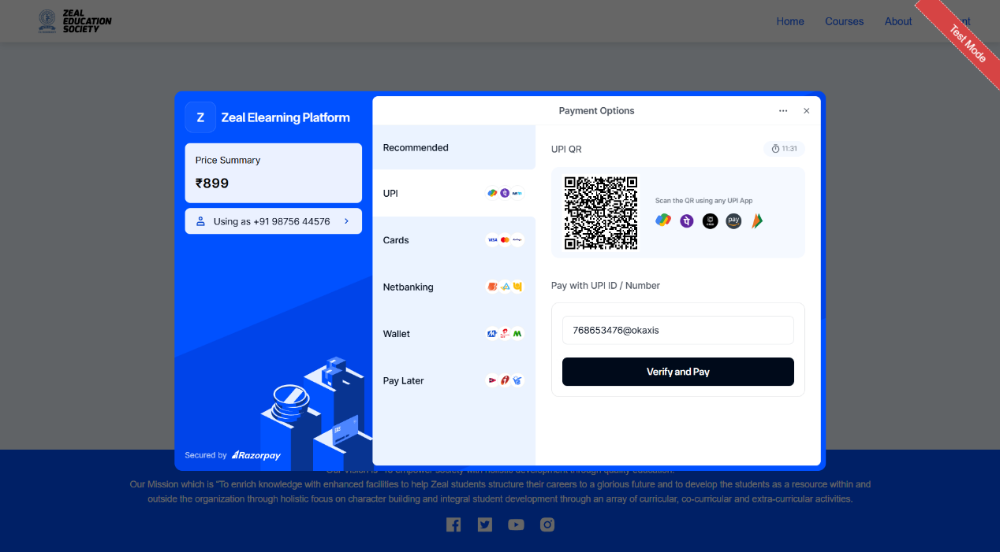 ZEAL
EDUCATION
SOCIETY
Home
Courses
About
nt
Test Mode
Z
Zeal Elearning Platform
Price Summary
₹899
Using as +91 98756 44576
Secured by Razorpay
Payment Options
Recommended
UPI
Cards
VISA
Netbanking
Wallet
Pay Later
UPI QR
11:31
Scan the QR using any UPI App
pay
Pay with UPI ID / Number
768653476@okaxis
Verify and Pay
Our Vision is "To empower society with holistic development through quality education.
Our Mission which is "To enrich knowledge with enhanced facilities to help Zeal students structure their careers to a glorious future and to develop the students as a resource within and
outside the organization through holistic focus on character building and integral student development through an array of curricular, co-curricular and extra-curricular activities.